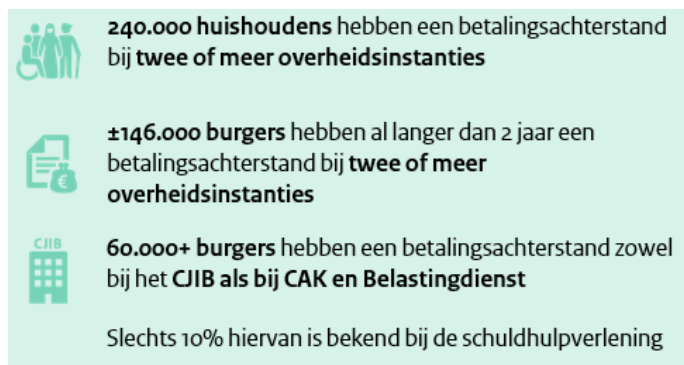 240.000 huishoudens hebben een betalingsachterstand
bij twee of meer overheidsinstanties
±146.000 burgers hebben al langer dan 2 jaar een
betalingsachterstand bij twee of meer
overheidsinstanties
CJIB
60.000+ burgers hebben een betalingsachterstand zowel
bij het CJIB als bij CAK en Belastingdienst
Slechts 10% hiervan is bekend bij de schuldhulpverlening